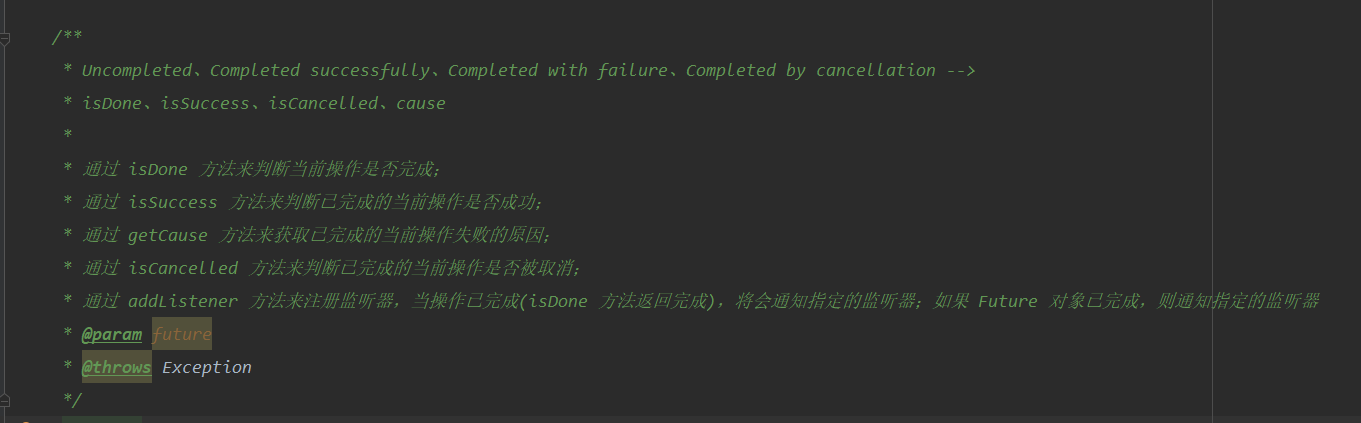 /**
* Uncompleted、Completed successfully、Completed with failure、Completed by cancellation -->
* isDone、isSuccess、isCancelled、cause
*
* 通过 isDone 方法来判断当前操作是否完成；
* 通过 isSuccess 方法来判断已完成的当前操作是否成功；
* 通过 getCause 方法来获取已完成的当前操作失败的原因；
* 通过 isCancelled 方法来判断已完成的当前操作是否被取消；
* 通过 addListener 方法来注册监听器，当操作已完成(isDone 方法返回完成)，将会通知指定的监听器；如果 Future 对象已完成，则通知指定的监听器
* @param future
* @throws Exception
*/